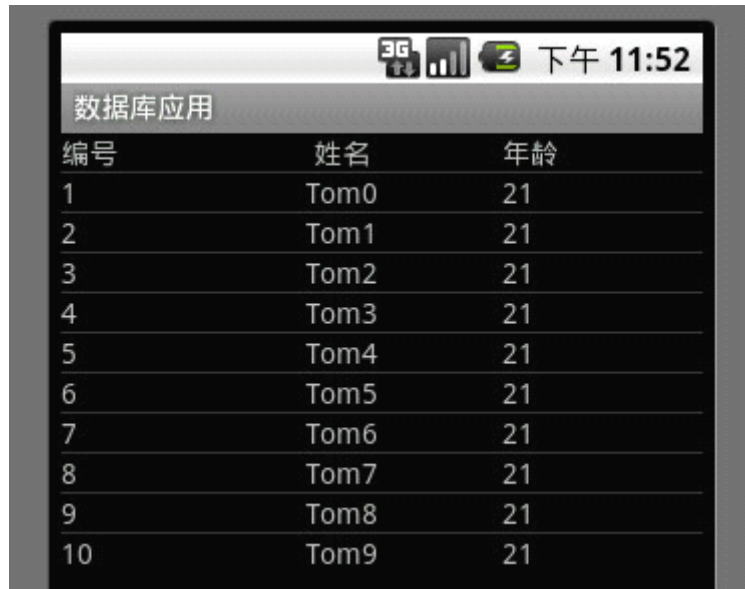 3G 下午 11:52
数据库应用
编号 姓名 年龄
1 Tom0 21
2 Tom1 21
3 Tom2 21
4 Tom3 21
5 Tom4 21
6 Tom5 21
7 Tom6 21
8 Tom7 21
9 Tom8 21
10 Tom9 21